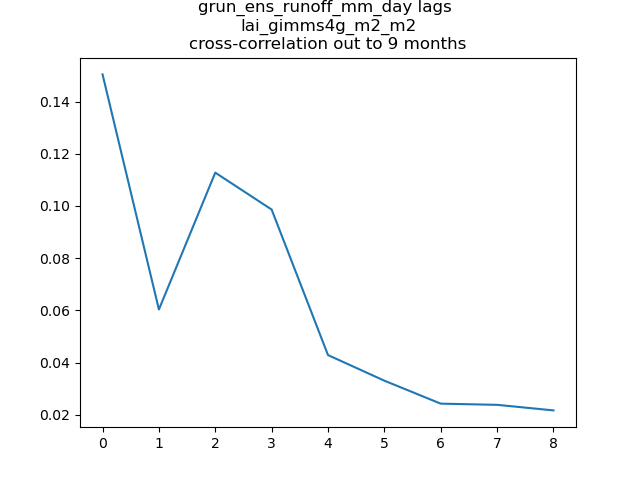 grun_ens_runoff_mm_day lags
lai_gimms4g_m2_m2
cross-correlation out to 9 months
0.14
0.12
0.10
0.08
0.06
0.04
0.02
0 1 2 3 4 5 6 7 8